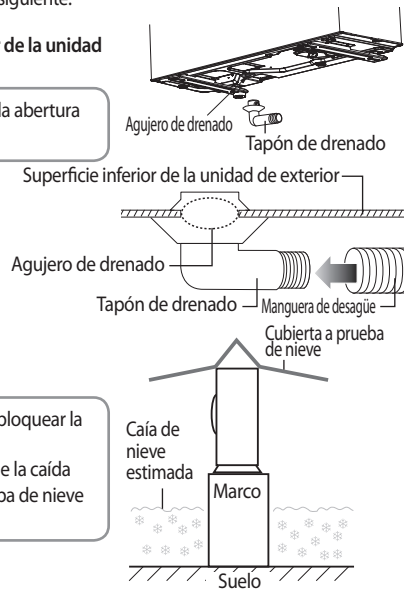 siguiente.
de la unidad
la abertura
Agujero de drenado
Tapón de drenado
Superficie inferior de la unidad de exterior
Agujero de drenado
Tapón de drenado
Manguera de desagüe
Cubierta a prueba
de nieve
bloquear la
e la caída
ba de nieve
Caía de
nieve
estimada
Marco
Suelo